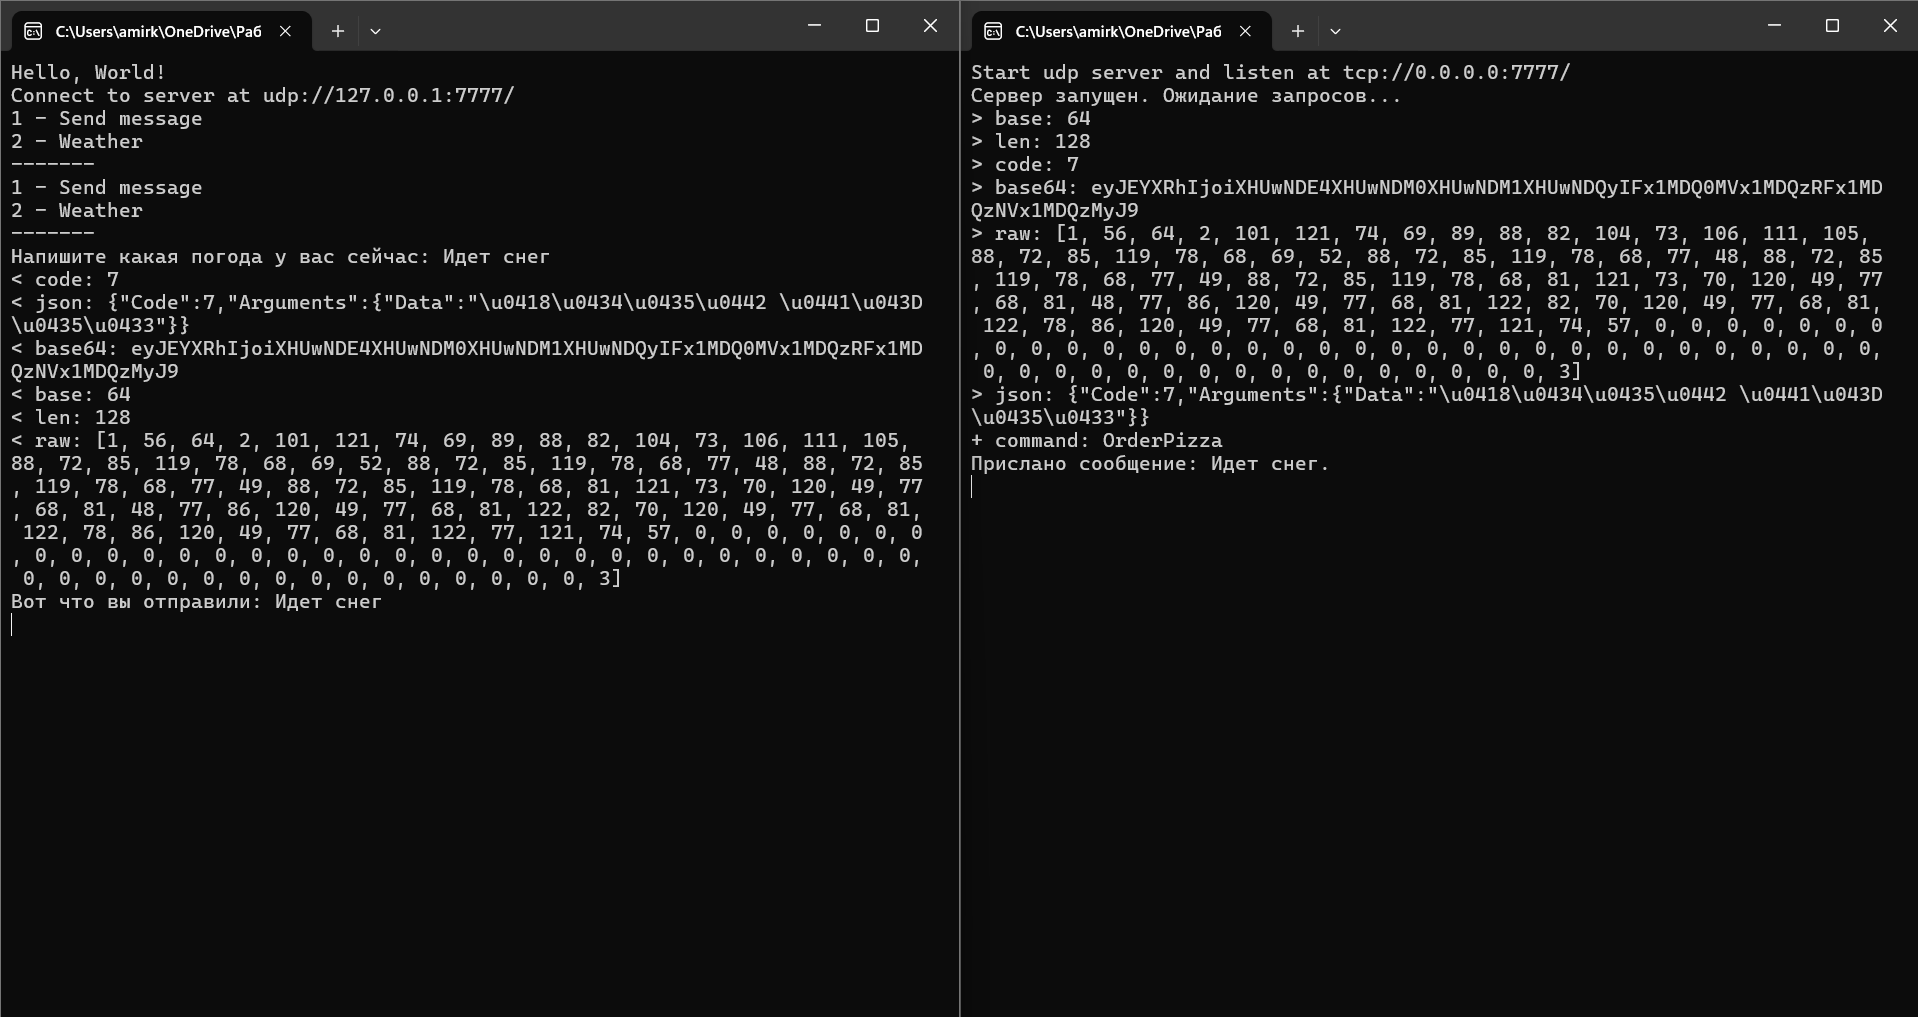 C:\Users\amirk\OneDrive\Раб
Hello, World!
Connect to server at udp://127.0.0.1:7777/
1 - Send message
2 - Weather
-------
1 - Send message
2 - Weather
-------
Напишите какая погода у вас сейчас: Идет снег
< code: 7
< json: {"Code":7,"Arguments":{"Data":"\u0418\u0434\u0435\u0442 \u0441\u043D
\u0435\u0433"}}
< base64: eyJEYXRhIjoiXHUwNDE4XHUwNDM0XHUwNDM1XHUwNDQyIFx1MDQ0MVx1MDQzRFx1MD
QzNVx1MDQzMyJ9
< base: 64
< len: 128
< raw: [1, 56, 64, 2, 101, 121, 74, 69, 89, 88, 82, 104, 73, 106, 111, 105,
88, 72, 85, 119, 78, 68, 69, 52, 88, 72, 85, 119, 78, 68, 77, 48, 88, 72, 85
, 119, 78, 68, 77, 49, 88, 72, 85, 119, 78, 68, 81, 121, 73, 70, 120, 49, 77
, 68, 81, 48, 77, 86, 120, 49, 77, 68, 81, 122, 82, 70, 120, 49, 77, 68, 81,
122, 78, 86, 120, 49, 77, 68, 81, 122, 77, 121, 74, 57, 0, 0, 0, 0, 0, 0, 0
, 0, 0, 0, 0, 0, 0, 0, 0, 0, 0, 0, 0, 0, 0, 0, 0, 0, 0, 0, 0, 0, 0, 0, 0, 0,
0, 0, 0, 0, 0, 0, 0, 0, 0, 0, 0, 0, 0, 0, 0, 0, 3]
Вот что вы отправили: Идет снег
C:\Users\amirk\OneDrive\Раб
Start udp server and listen at tcp://0.0.0.0:7777/
Сервер запущен. Ожидание запросов...
> base: 64
> len: 128
> code: 7
> base64: eyJEYXRhIjoiXHUwNDE4XHUwNDM0XHUwNDM1XHUwNDQyIFx1MDQ0MVx1MDQzRFx1MD
QzNVx1MDQzMyJ9
> raw: [1, 56, 64, 2, 101, 121, 74, 69, 89, 88, 82, 104, 73, 106, 111, 105,
88, 72, 85, 119, 78, 68, 69, 52, 88, 72, 85, 119, 78, 68, 77, 48, 88, 72, 85
, 119, 78, 68, 77, 49, 88, 72, 85, 119, 78, 68, 81, 121, 73, 70, 120, 49, 77
, 68, 81, 48, 77, 86, 120, 49, 77, 68, 81, 122, 82, 70, 120, 49, 77, 68, 81,
122, 78, 86, 120, 49, 77, 68, 81, 122, 77, 121, 74, 57, 0, 0, 0, 0, 0, 0, 0
, 0, 0, 0, 0, 0, 0, 0, 0, 0, 0, 0, 0, 0, 0, 0, 0, 0, 0, 0, 0, 0, 0, 0, 0, 0,
0, 0, 0, 0, 0, 0, 0, 0, 0, 0, 0, 0, 0, 0, 0, 0, 3]
> json: {"Code":7,"Arguments":{"Data":"\u0418\u0434\u0435\u0442 \u0441\u043D
\u0435\u0433"}}
+ command: OrderPizza
Прислано сообщение: Идет снег.